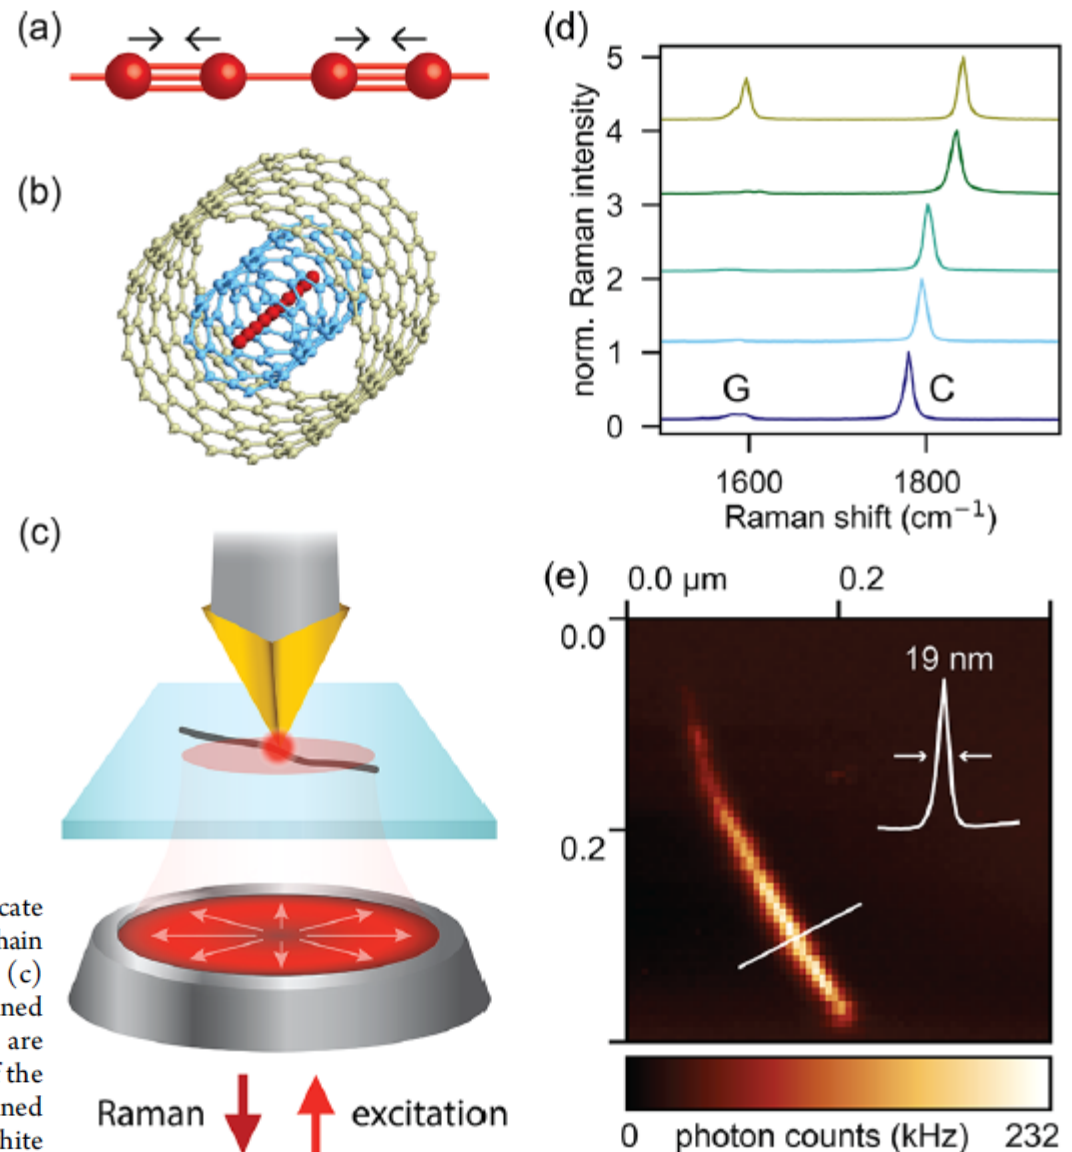 (a)
(b)
(c)
cate
hain
(c)
ned
are
f the
ned
hite
Raman
excitation
(d)
norm. Raman intensity
5
4
3
2
1
0
G
C
1600
1800
Raman shift (cm⁻¹)
(e)
0.0 µm
0.2
0.0
0.2
19 nm
0
photon counts (kHz)
232